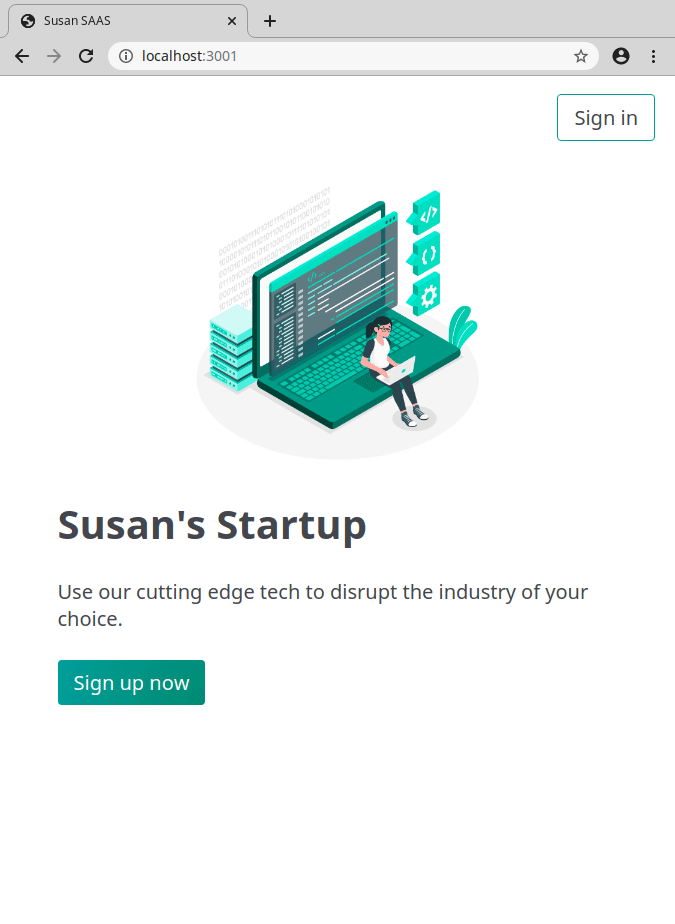 Susan SAAS
localhost:3001
Sign in
Susan's Startup
Use our cutting edge tech to disrupt the industry of your
choice.
Sign up now